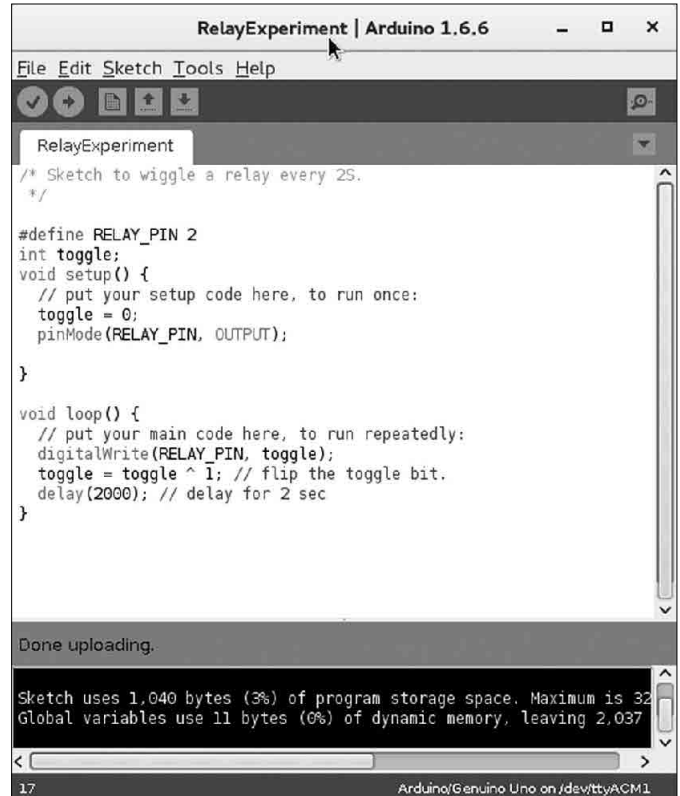 RelayExperiment | Arduino 1.6.6
File Edit Sketch Tools Help
RelayExperiment
/* Sketch to wiggle a relay every 2S.
 */
#define RELAY_PIN 2
int toggle;
void setup() {
  // put your setup code here, to run once:
  toggle = 0;
  pinMode(RELAY_PIN, OUTPUT);
}
void loop() {
  // put your main code here, to run repeatedly:
  digitalWrite(RELAY_PIN, toggle);
  toggle = toggle ^ 1; // flip the toggle bit.
  delay(2000); // delay for 2 sec
}
Done uploading.
Sketch uses 1,040 bytes (3%) of program storage space. Maximum is 32
Global variables use 11 bytes (0%) of dynamic memory, leaving 2,037
17 Arduino/Genuino Uno on /dev/ttyACM1